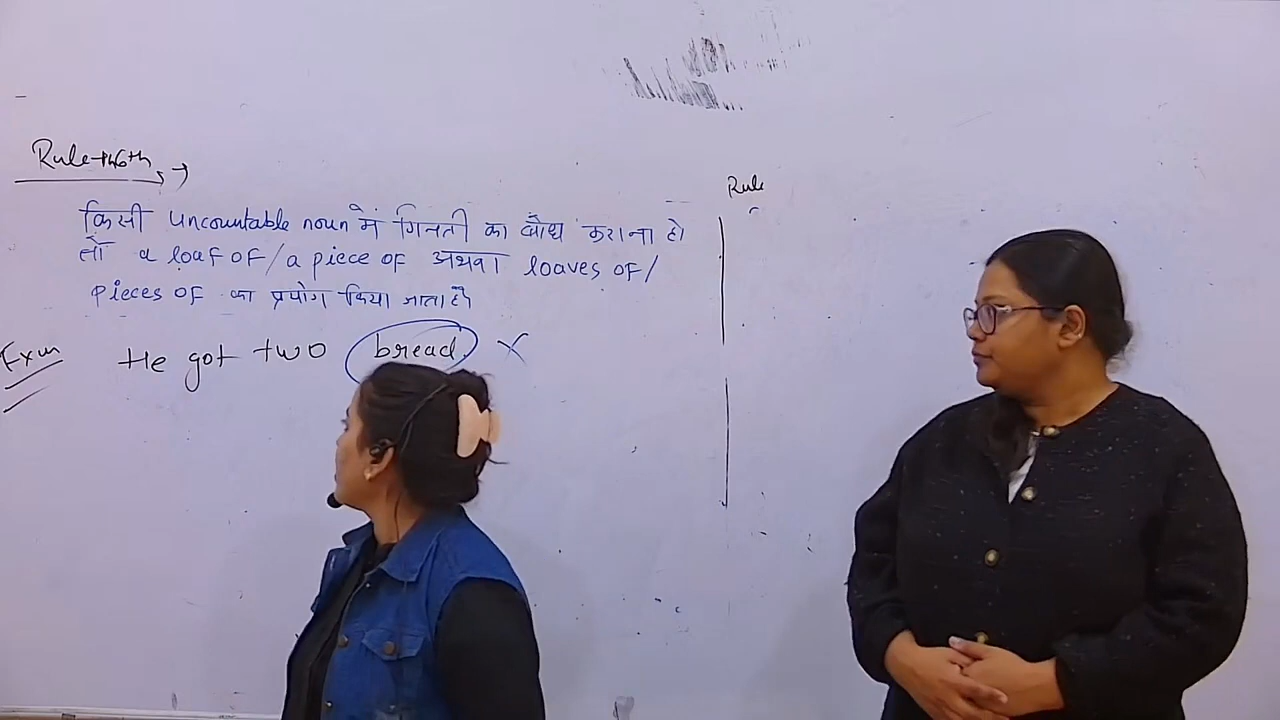 Rule
किसी uncountable noun में गिनती का बोध कराना हो
तो a loaf of / a piece of अथवा loaves of /
pieces of का प्रयोग किया जाता है
Exm He got two bread. X
Rule